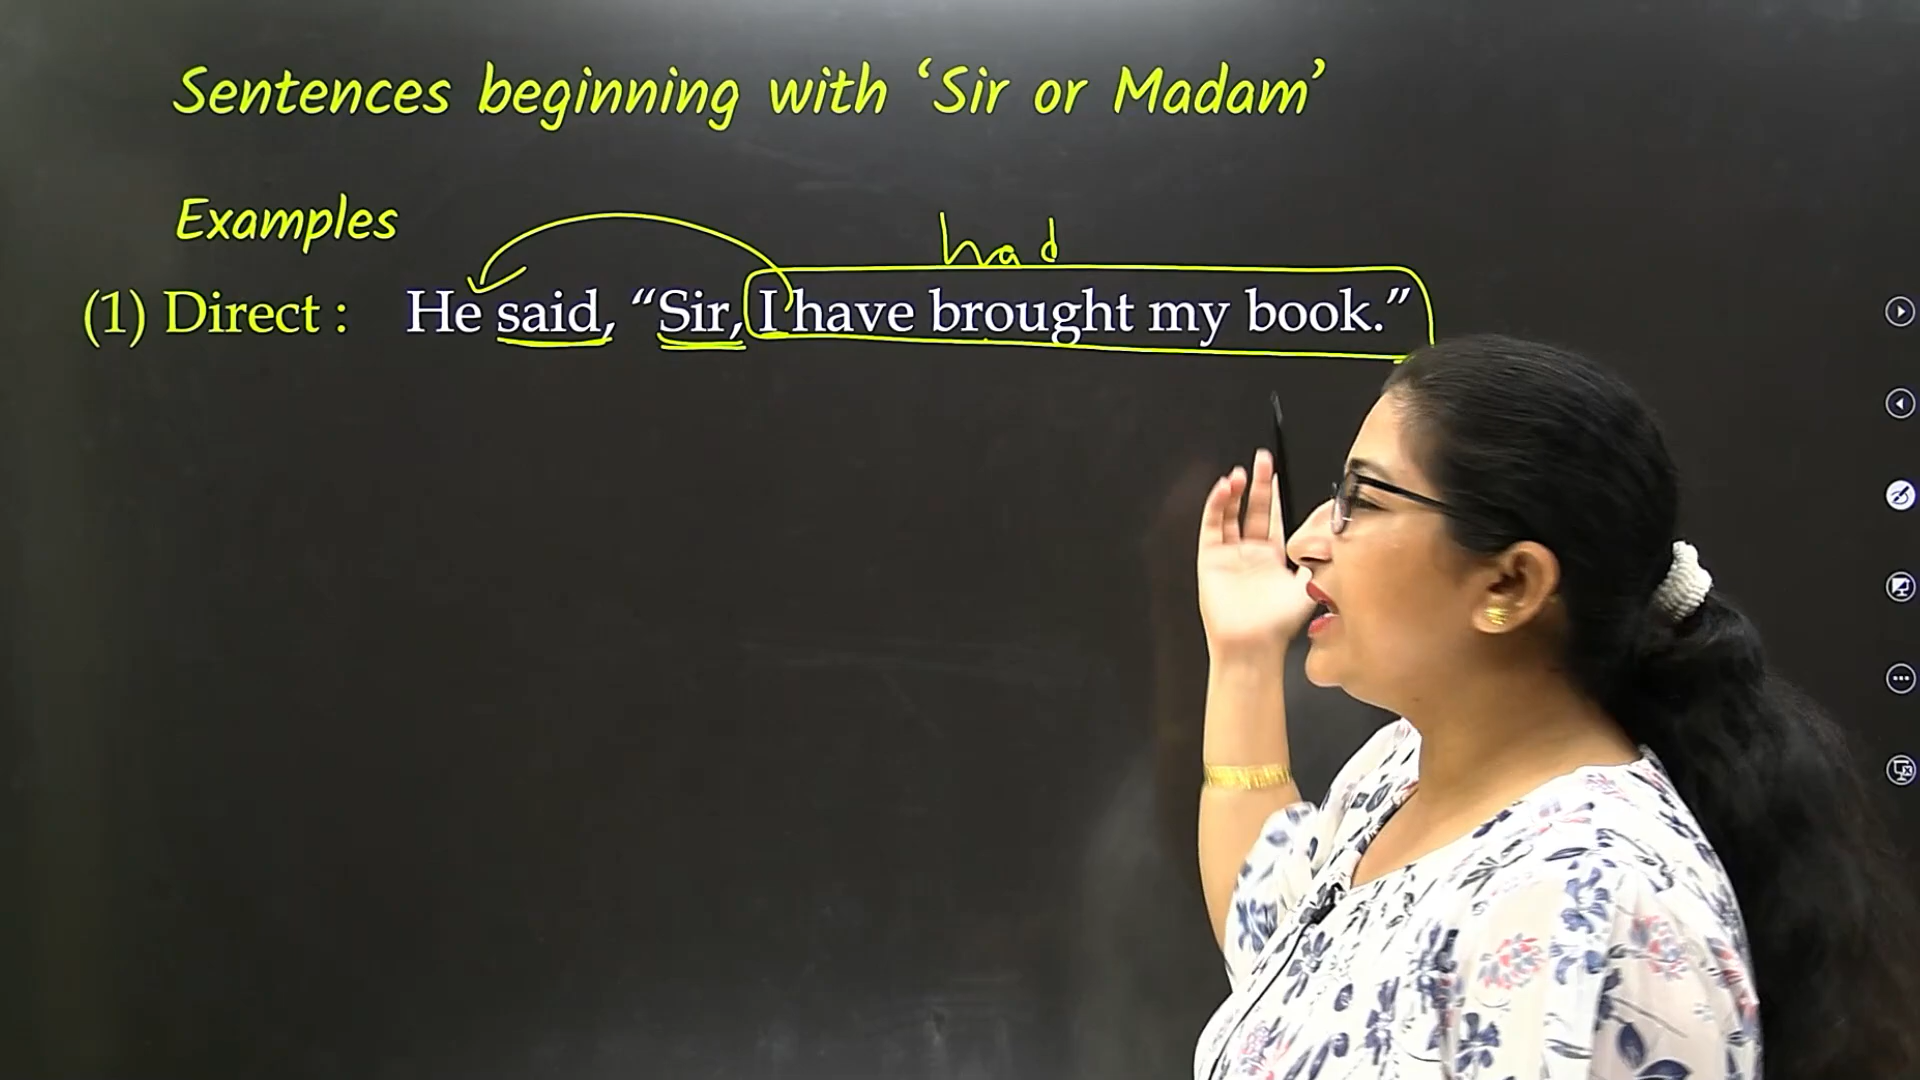 Sentences beginning with ‘Sir or Madam’
Examples
had
(1) Direct : He said, “Sir, I have brought my book.”